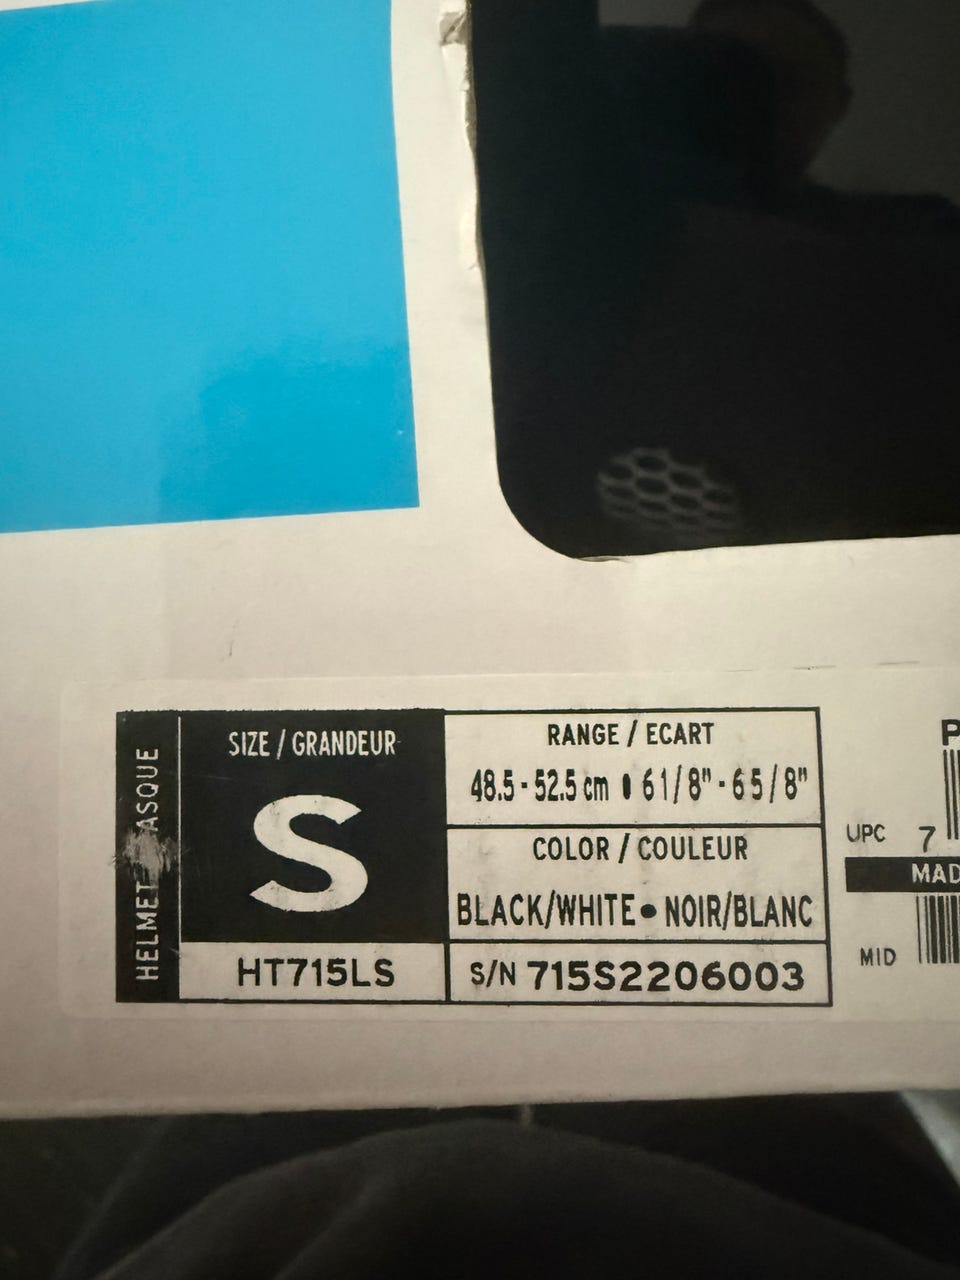 HELMET
SIZE / GRANDEUR
S
HT715LS
RANGE / ECART
48.5 - 52.5 cm • 6 1/8" - 6 5/8"
COLOR / COULEUR
BLACK/WHITE • NOIR/BLANC
S/N 715S2206003
UPC 7
MID